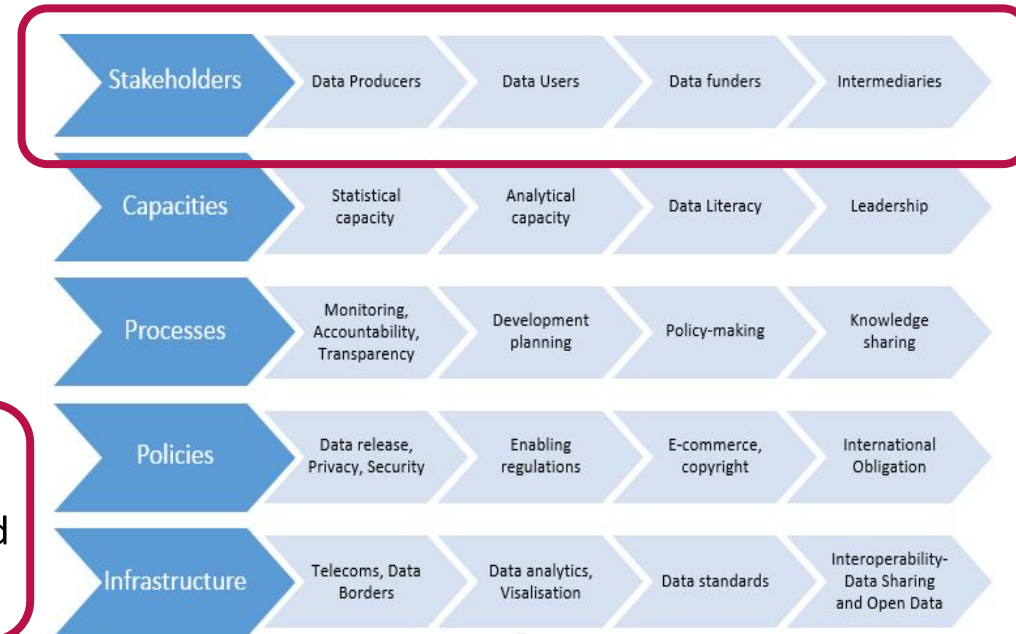 Stakeholders
Data Producers
Data Users
Data funders
Intermediaries
Capacities
Statistical
capacity
Analytical
capacity
Data Literacy
Leadership
Processes
Monitoring,
Accountability,
Transparency
Development
planning
Policy-making
Knowledge
sharing
Policies
Data release,
Privacy, Security
Enabling
regulations
E-commerce,
copyright
International
Obligation
Infrastructure
Telecoms, Data
Borders
Data analytics,
Visalisation
Data standards
Interoperability-
Data Sharing
and Open Data